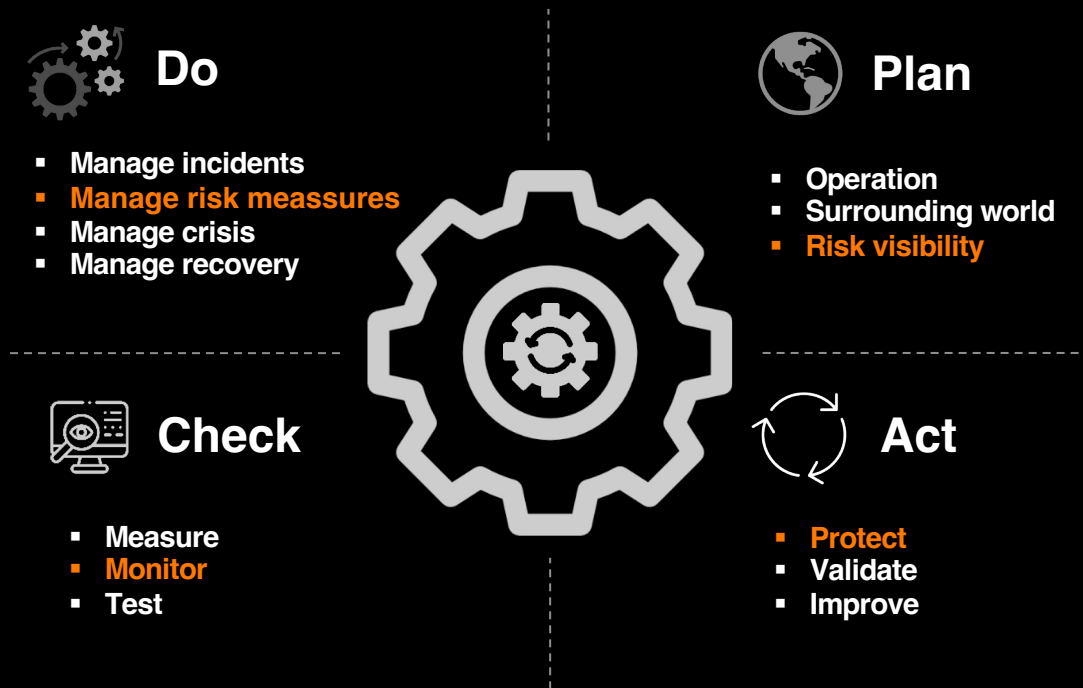 Do
▪ Manage incidents
▪ Manage risk meassures
▪ Manage crisis
▪ Manage recovery
Plan
▪ Operation
▪ Surrounding world
▪ Risk visibility
Check
▪ Measure
▪ Monitor
▪ Test
Act
▪ Protect
▪ Validate
▪ Improve